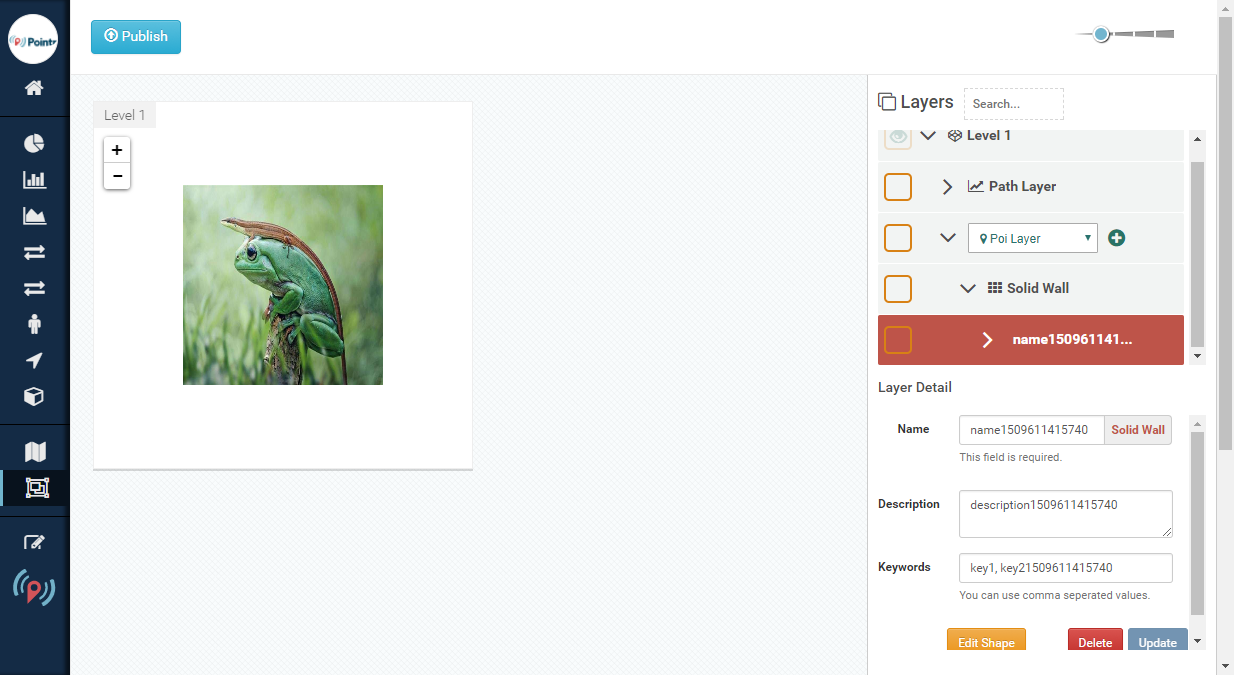 Pointr
Publish
Level 1
+
−
Layers
Search...
Level 1
Path Layer
Poi Layer
Solid Wall
name150961141...
Layer Detail
Name
name1509611415740
Solid Wall
This field is required.
Description
description1509611415740
Keywords
key1, key21509611415740
You can use comma seperated values.
Edit Shape
Delete
Update